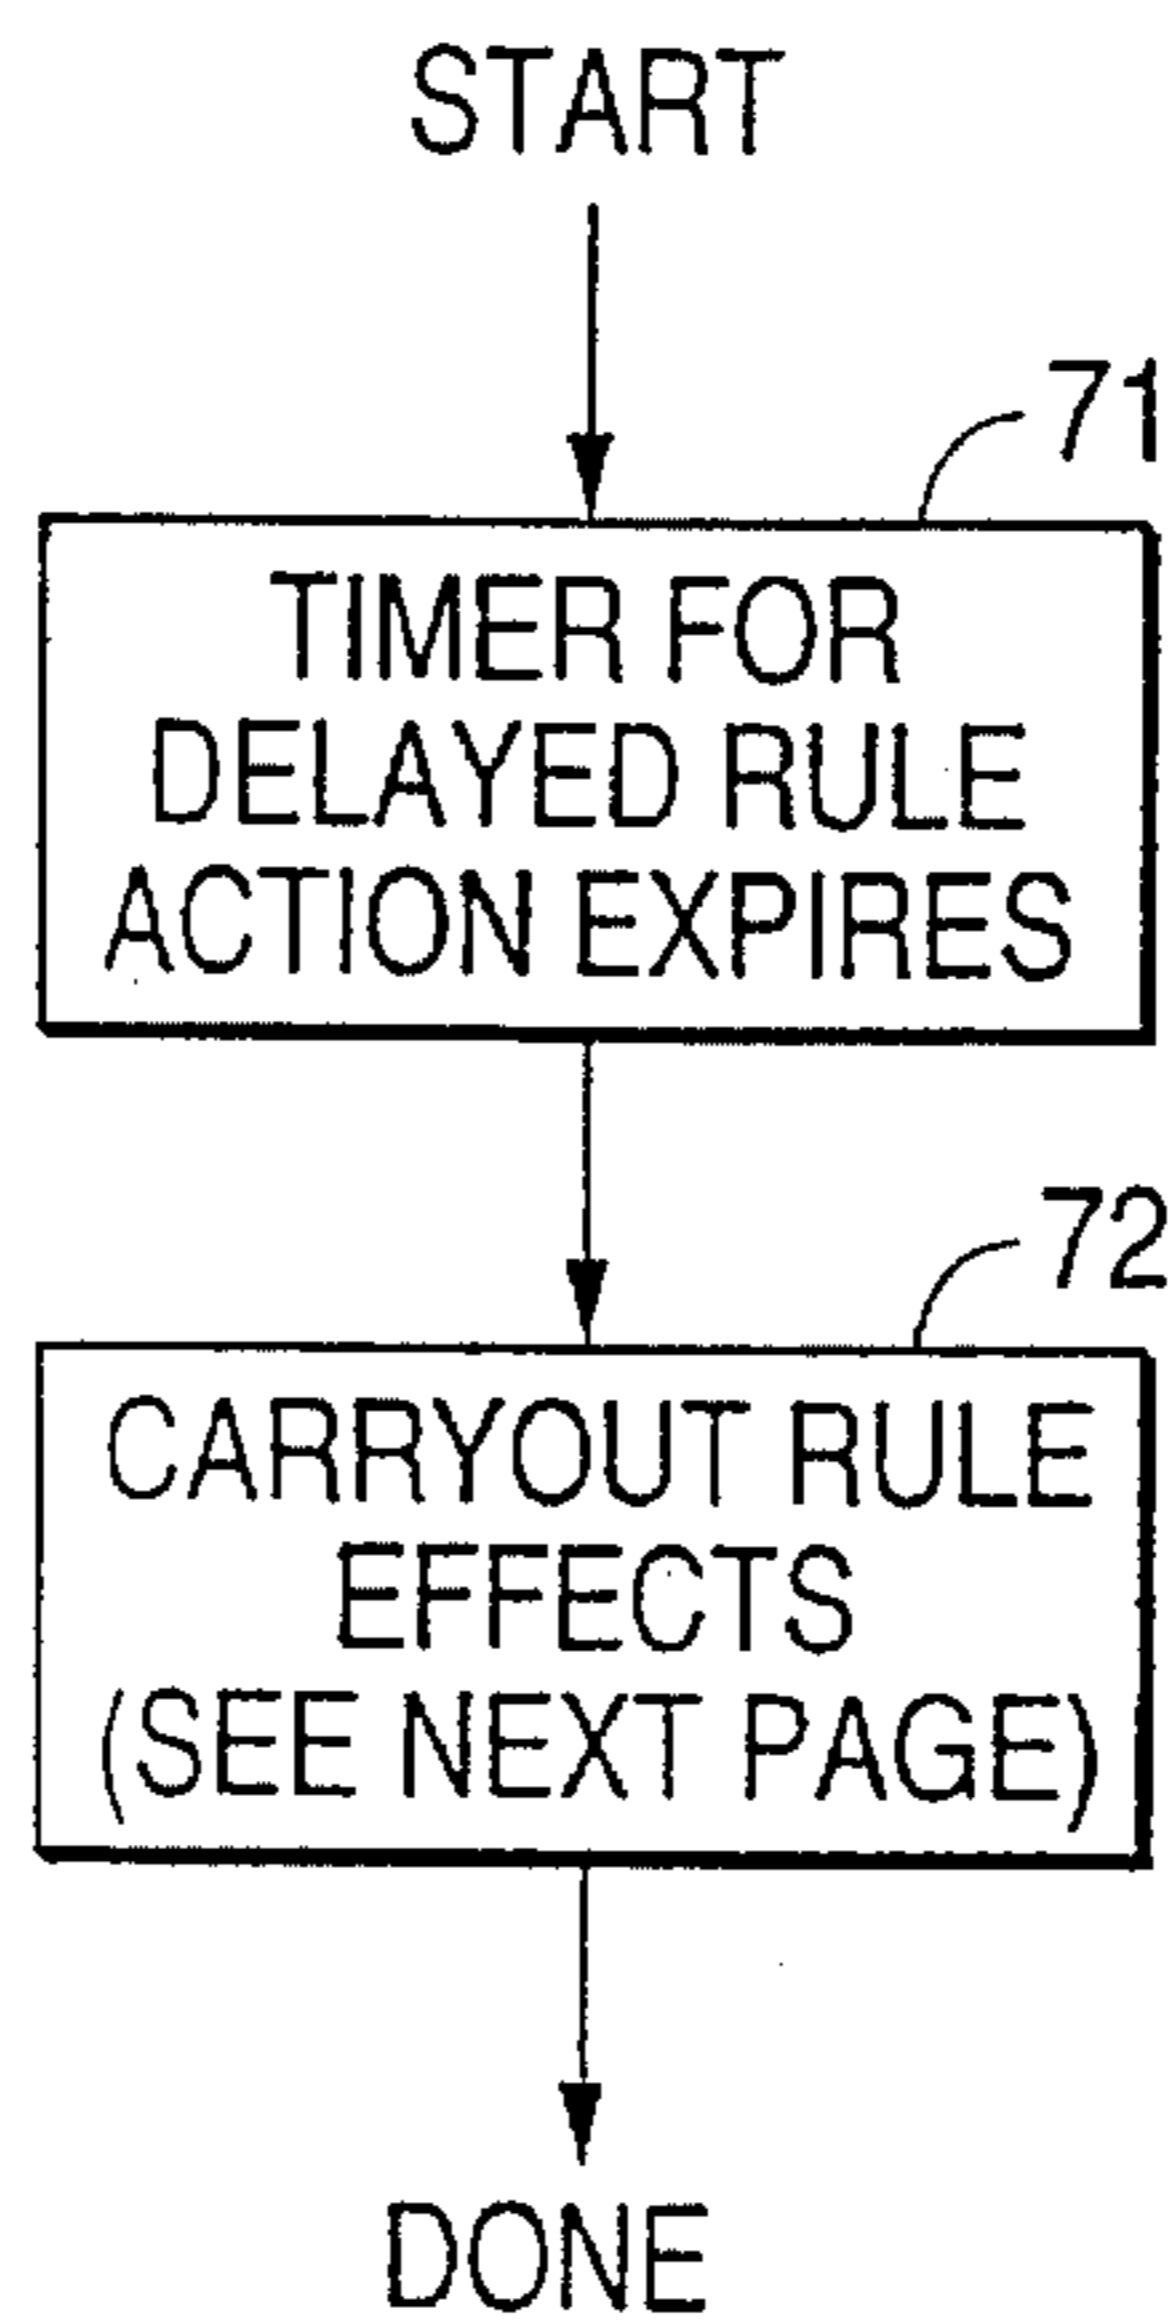 START
71
TIMER FOR
DELAYED RULE
ACTION EXPIRES
72
CARRYOUT RULE
EFFECTS
(SEE NEXT PAGE)
DONE